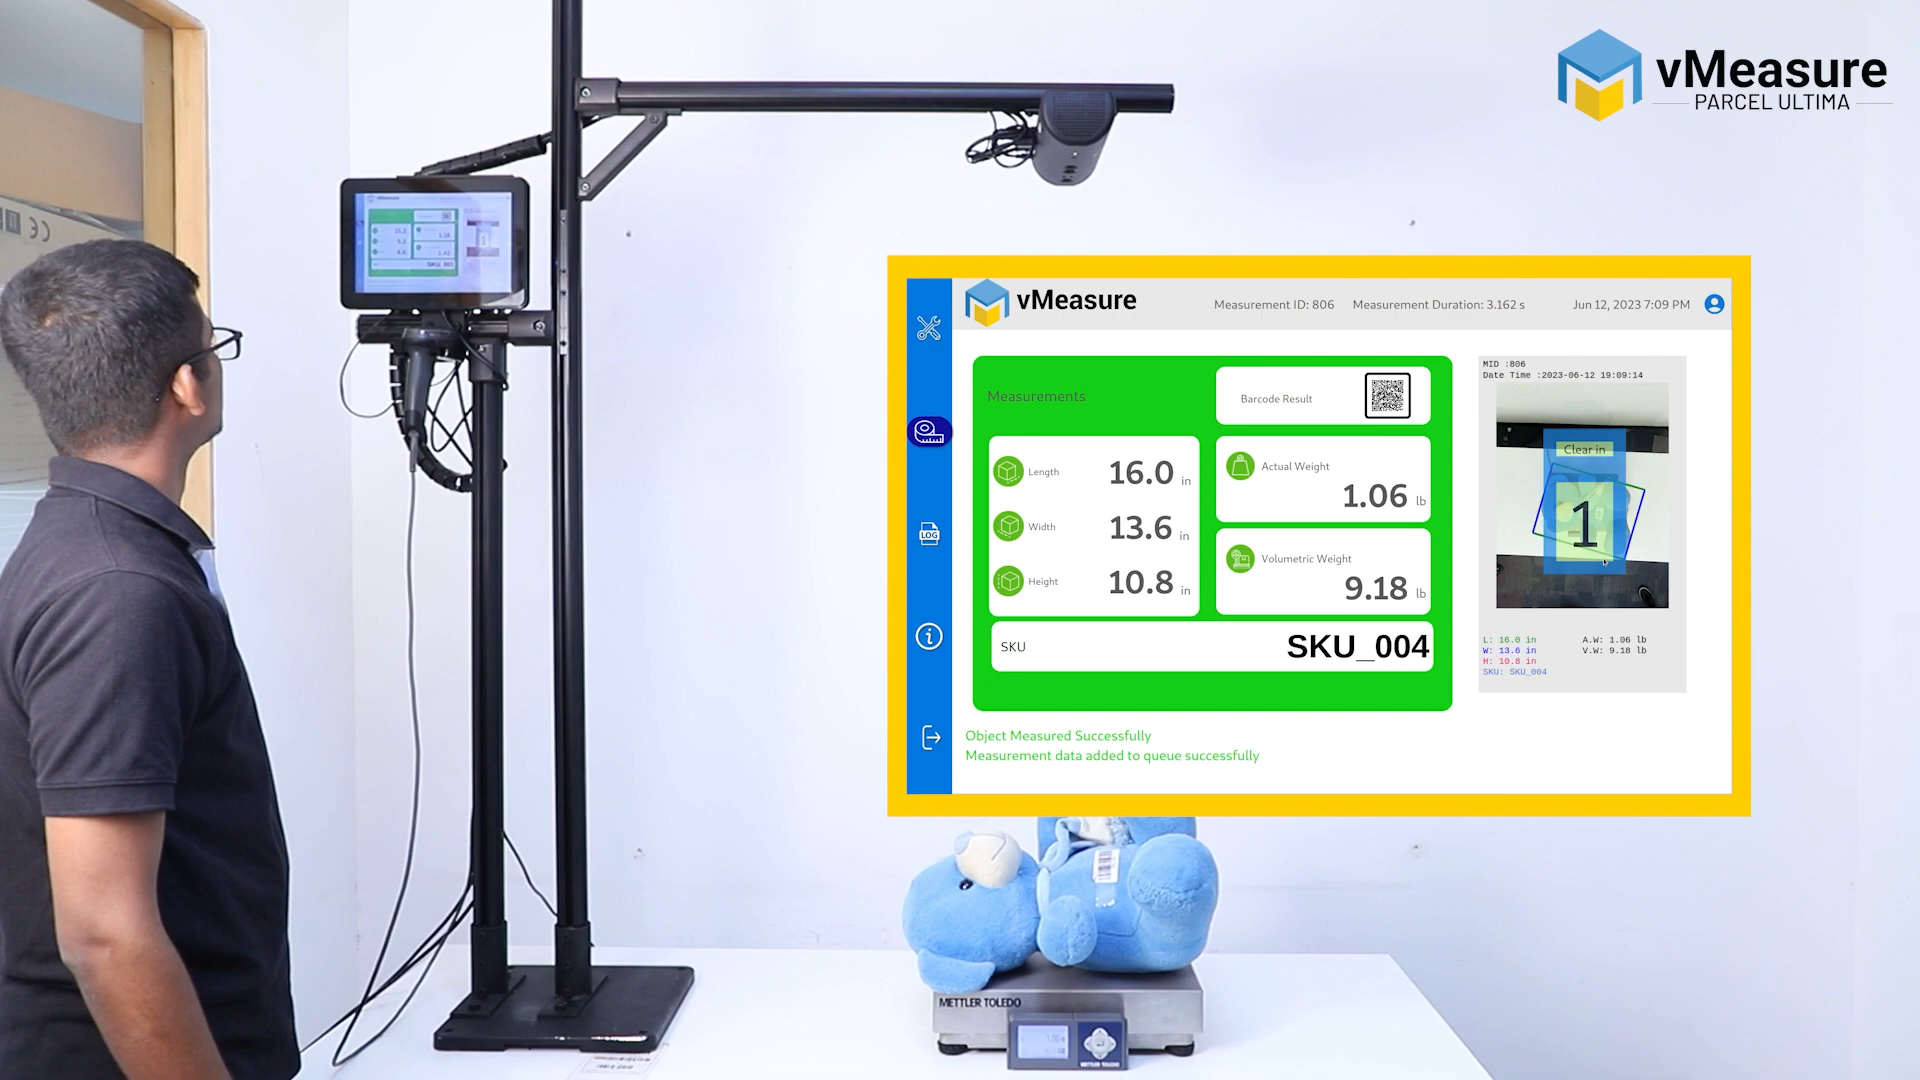 vMeasure
PARCEL ULTIMA
vMeasure
Measurement ID: 806
Measurement Duration: 3.162 s
Jun 12, 2023 7:09 PM
Measurements
Barcode Result
Length 16.0 in
Width 13.6 in
Height 10.8 in
Actual Weight
1.06 lb
Volumetric Weight
9.18 lb
SKU SKU_004
LOG
Object Measured Successfully
Measurement data added to queue successfully
MID :806
Date Time :2023-06-12 19:09:14
Clear in
1
L: 16.0 in
W: 13.6 in
H: 10.8 in
SKU: SKU_004
A.W: 1.06 lb
V.W: 9.18 lb
METTLER TOLEDO
METTLER TOLEDO
CE